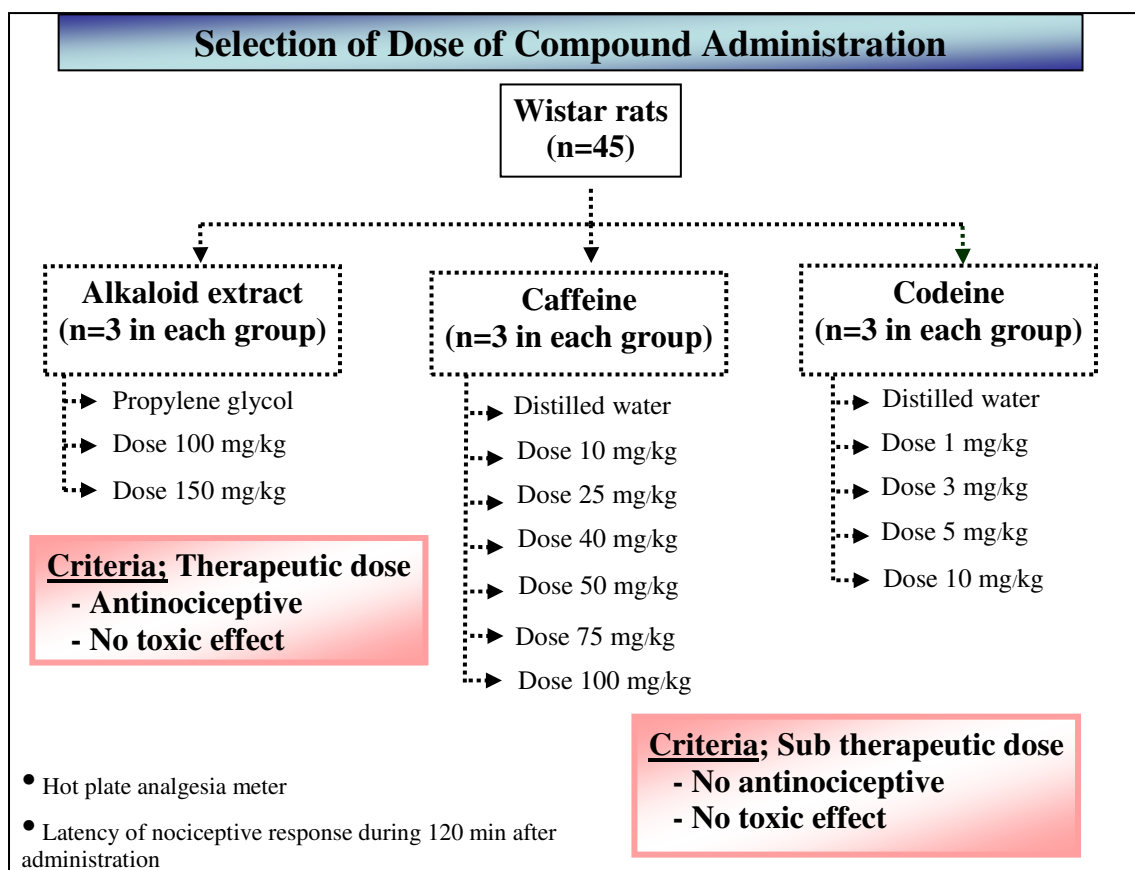 Selection of Dose of Compound Administration
Wistar rats
(n=45)
Alkaloid extract
(n=3 in each group)
Propylene glycol
Dose 100 mg/kg
Dose 150 mg/kg
Criteria; Therapeutic dose
- Antinociceptive
- No toxic effect
Caffeine
(n=3 in each group)
Distilled water
Dose 10 mg/kg
Dose 25 mg/kg
Dose 40 mg/kg
Dose 50 mg/kg
Dose 75 mg/kg
Dose 100 mg/kg
Codeine
(n=3 in each group)
Distilled water
Dose 1 mg/kg
Dose 3 mg/kg
Dose 5 mg/kg
Dose 10 mg/kg
Criteria; Sub therapeutic dose
- No antinociceptive
- No toxic effect
• Hot plate analgesia meter
• Latency of nociceptive response during 120 min after
administration